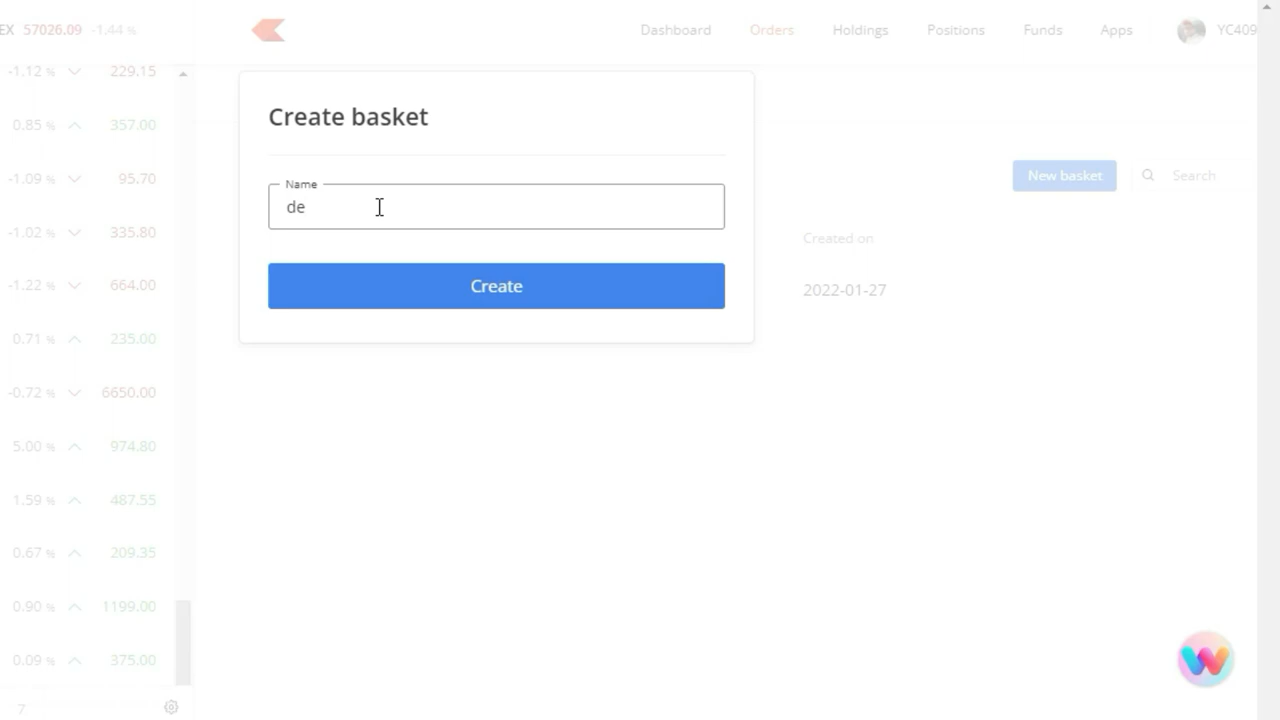 EX 57026.09 -1.44 %
Dashboard Orders Holdings Positions Funds Apps YC409
-1.12 % 229.15
0.85 % 357.00
-1.09 % 95.70
-1.02 % 335.80
-1.22 % 664.00
0.71 % 235.00
-0.72 % 6650.00
5.00 % 974.80
1.59 % 487.55
0.67 % 209.35
0.90 % 1199.00
0.09 % 375.00
7
Create basket
Name
de
Create
New basket
Search
Created on
2022-01-27